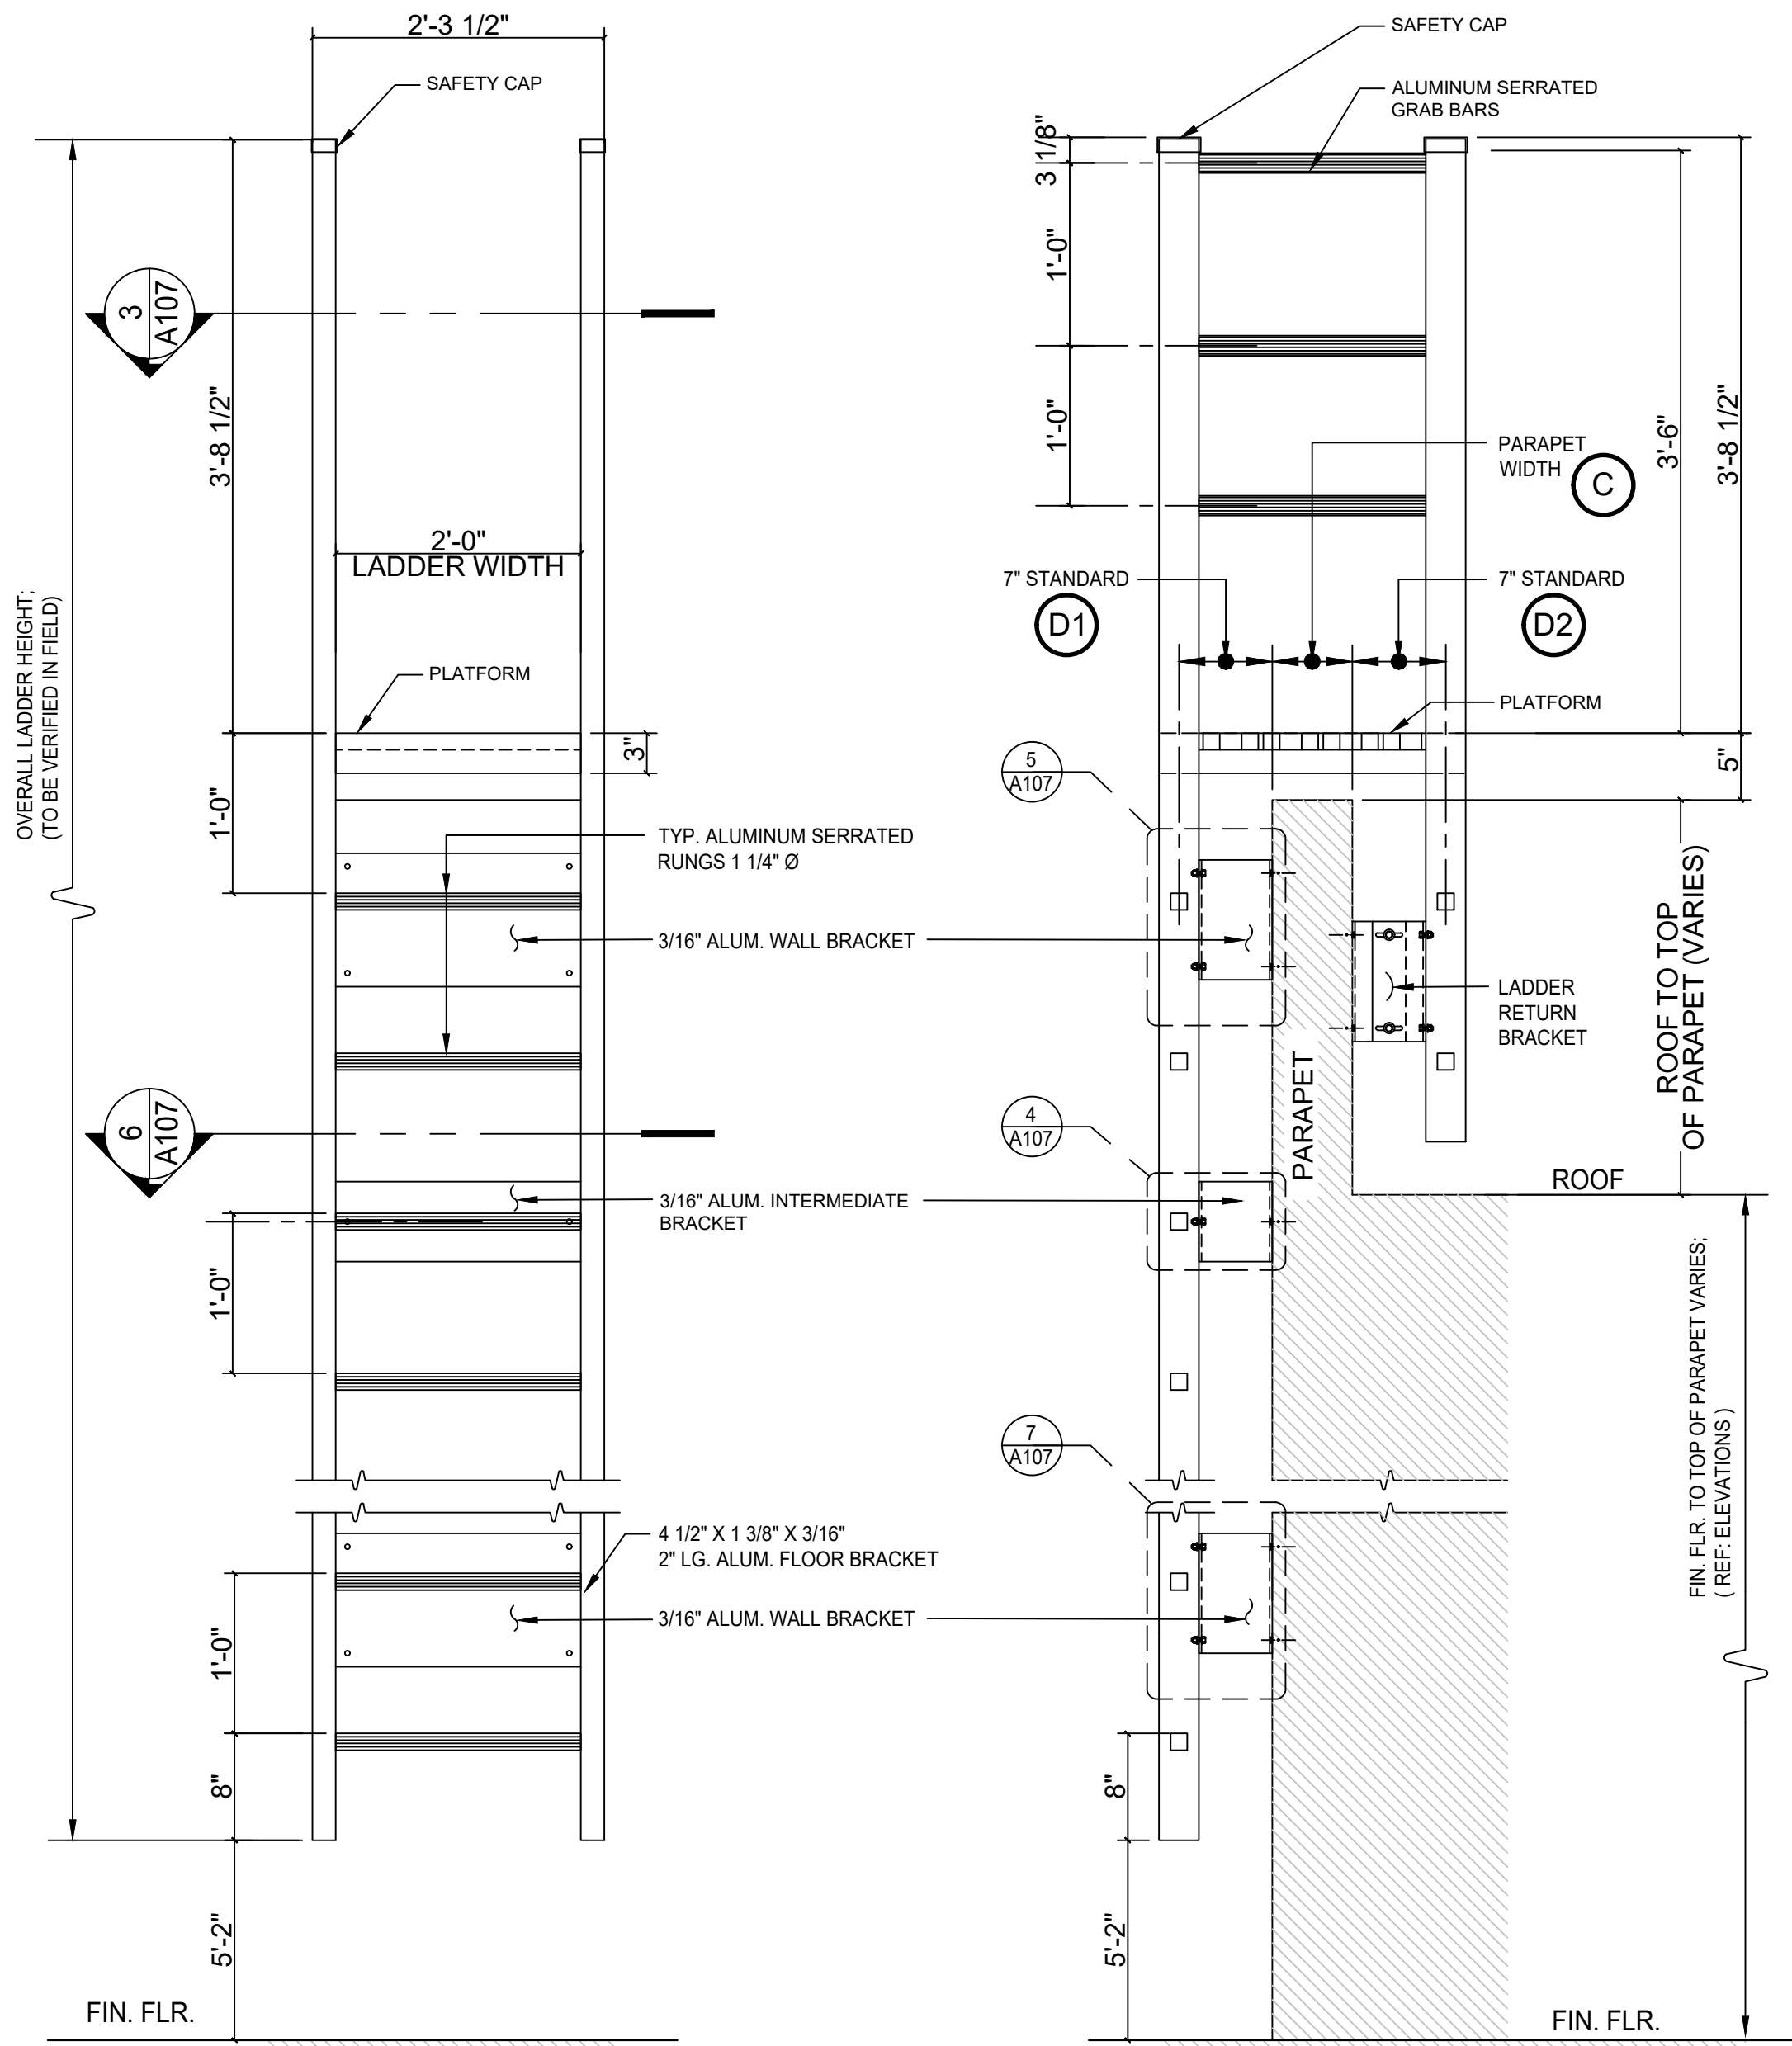 2'-3 1/2"
SAFETY CAP
3'-8 1/2"
3
A107
2'-0"
LADDER WIDTH
OVERALL LADDER HEIGHT;
(TO BE VERIFIED IN FIELD)
PLATFORM
3"
1'-0"
TYP. ALUMINUM SERRATED
RUNGS 1 1/4" Ø
3/16" ALUM. WALL BRACKET
6
A107
3/16" ALUM. INTERMEDIATE
BRACKET
1'-0"
4 1/2" X 1 3/8" X 3/16"
2" LG. ALUM. FLOOR BRACKET
3/16" ALUM. WALL BRACKET
1'-0"
8"
5'-2"
FIN. FLR.
SAFETY CAP
ALUMINUM SERRATED
GRAB BARS
3 1/8"
1'-0"
1'-0"
PARAPET
WIDTH
C
3'-6"
3'-8 1/2"
7" STANDARD
D1
7" STANDARD
D2
PLATFORM
5"
5
A107
LADDER
RETURN
BRACKET
ROOF TO TOP
OF PARAPET (VARIES)
PARAPET
4
A107
ROOF
FIN. FLR. TO TOP OF PARAPET VARIES;
( REF: ELEVATIONS )
7
A107
8"
5'-2"
FIN. FLR.